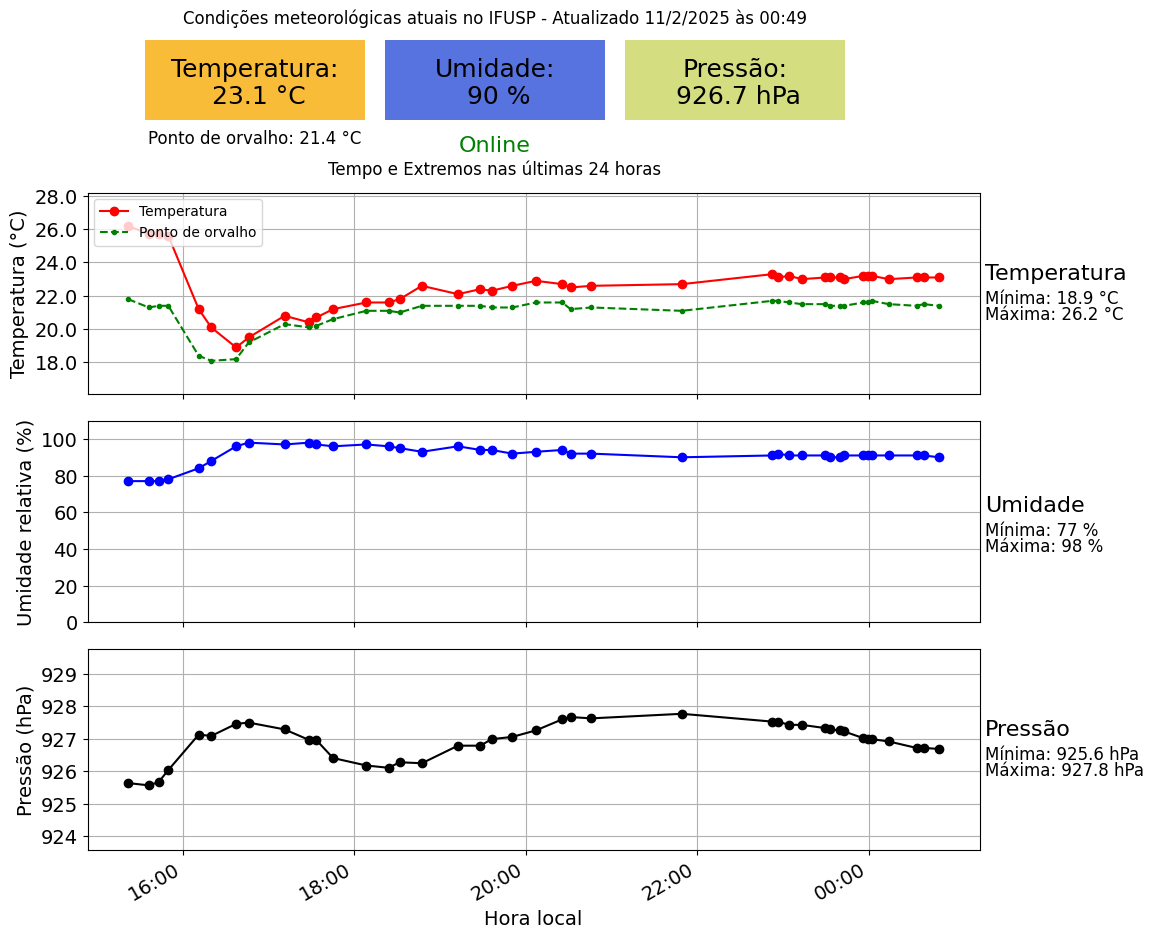 Condições meteorológicas atuais no IFUSP - Atualizado 11/2/2025 às 00:49
Temperatura:
23.1 °C
Umidade:
90 %
Pressão:
926.7 hPa
Ponto de orvalho: 21.4 °C
Online
Tempo e Extremos nas últimas 24 horas
Temperatura (°C)
28.0
26.0
24.0
22.0
20.0
18.0
Temperatura
Ponto de orvalho
Temperatura
Mínima: 18.9 °C
Máxima: 26.2 °C
Umidade relativa (%)
100
80
60
40
20
0
Umidade
Mínima: 77 %
Máxima: 98 %
Pressão (hPa)
929
928
927
926
925
924
Pressão
Mínima: 925.6 hPa
Máxima: 927.8 hPa
16:00
18:00
20:00
22:00
00:00
Hora local